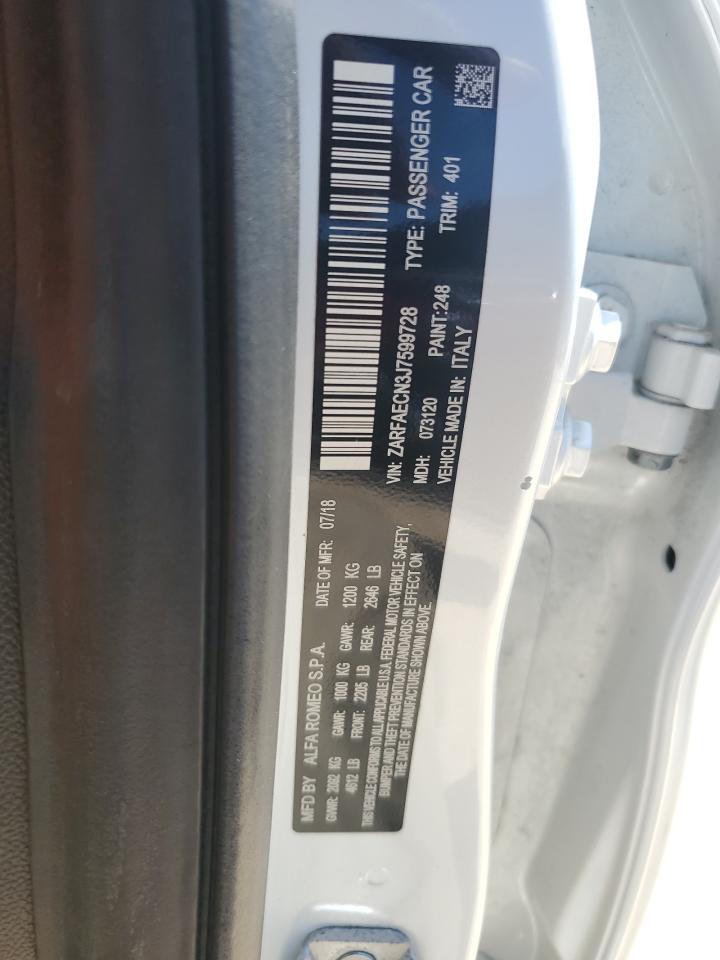 MFD BY ALFA ROMEO S.P.A. DATE OF MFR: 07/18
GVWR: 2092 KG GAWR: 1000 KG GAWR: 1200 KG
4612 LB FRONT: 2205 LB REAR: 2646 LB
THIS VEHICLE CONFORMS TO ALL APPLICABLE U.S.A. FEDERAL MOTOR VEHICLE SAFETY,
BUMPER AND THEFT PREVENTION STANDARDS IN EFFECT ON
THE DATE OF MANUFACTURE SHOWN ABOVE.
VIN: ZARFAECN3J7599728 TYPE: PASSENGER CAR
MDH: 073120 PAINT:248 TRIM: 401
VEHICLE MADE IN: ITALY